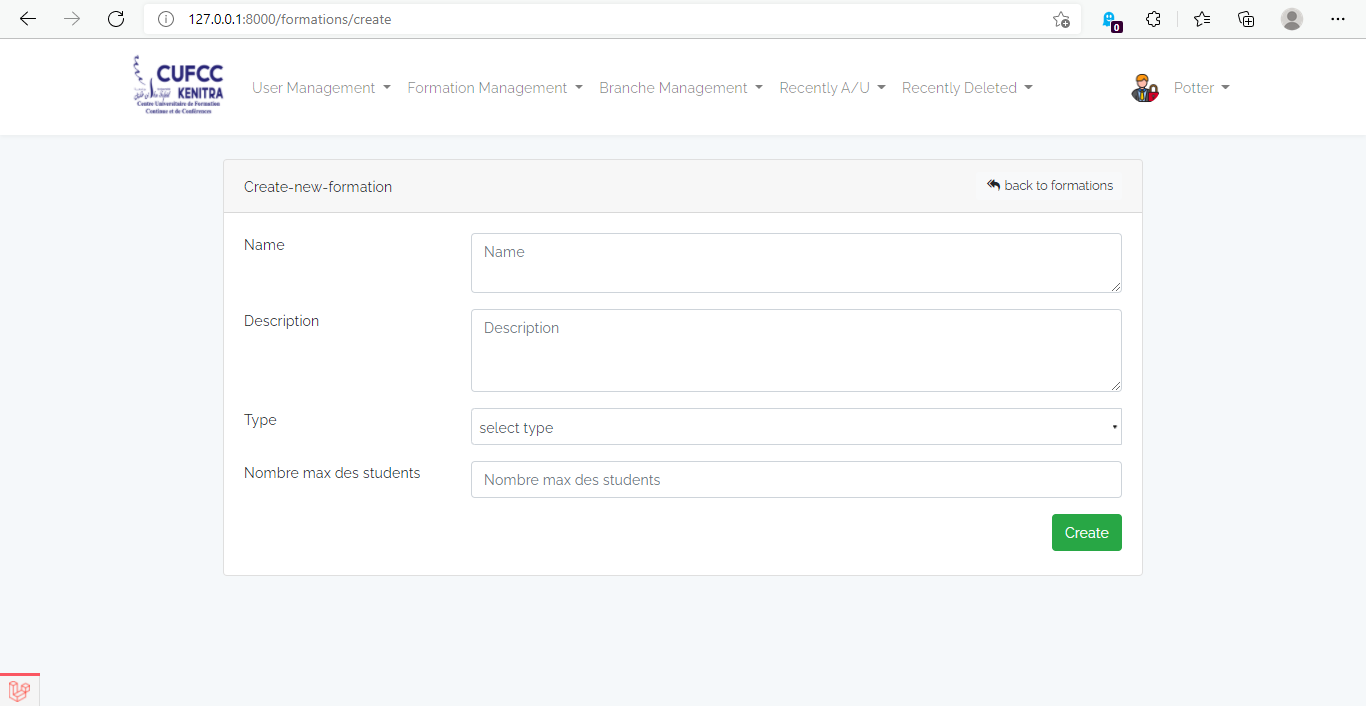 127.0.0.1:8000/formations/create
0
CUFCC
KENITRA
Centre Universitaire de Formation
Continue et de Conférences
User Management
Formation Management
Branche Management
Recently A/U
Recently Deleted
Potter
Create-new-formation
back to formations
Name
Name
Description
Description
Type
select type
Nombre max des students
Nombre max des students
Create